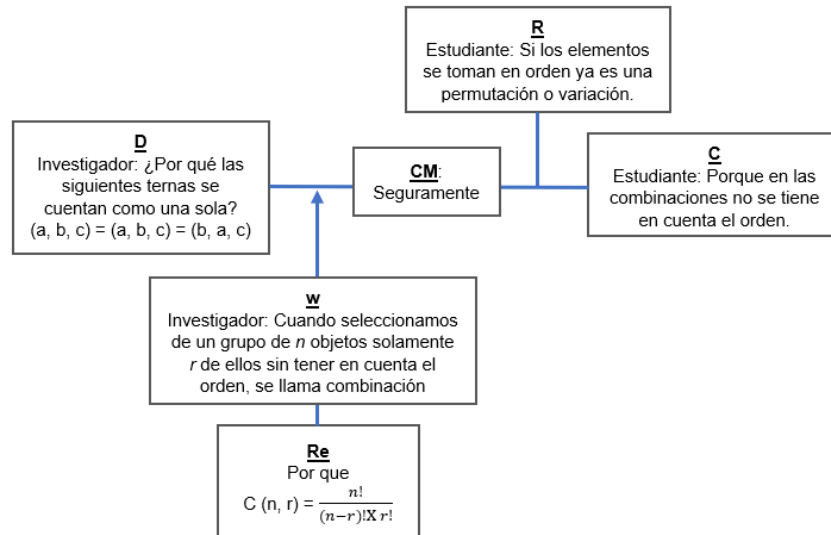 R
Estudiante: Si los elementos
se toman en orden ya es una
permutación o variación.
D
Investigador: ¿Por qué las
siguientes ternas se
cuentan como una sola?
(a, b, c) = (a, b, c) = (b, a, c)
CM:
Seguramente
C
Estudiante: Porque en las
combinaciones no se tiene
en cuenta el orden.
w
Investigador: Cuando seleccionamos
de un grupo de n objetos solamente
r de ellos sin tener en cuenta el
orden, se llama combinación
Re
Por que
C (n, r) = n! / (n−r)!X r!